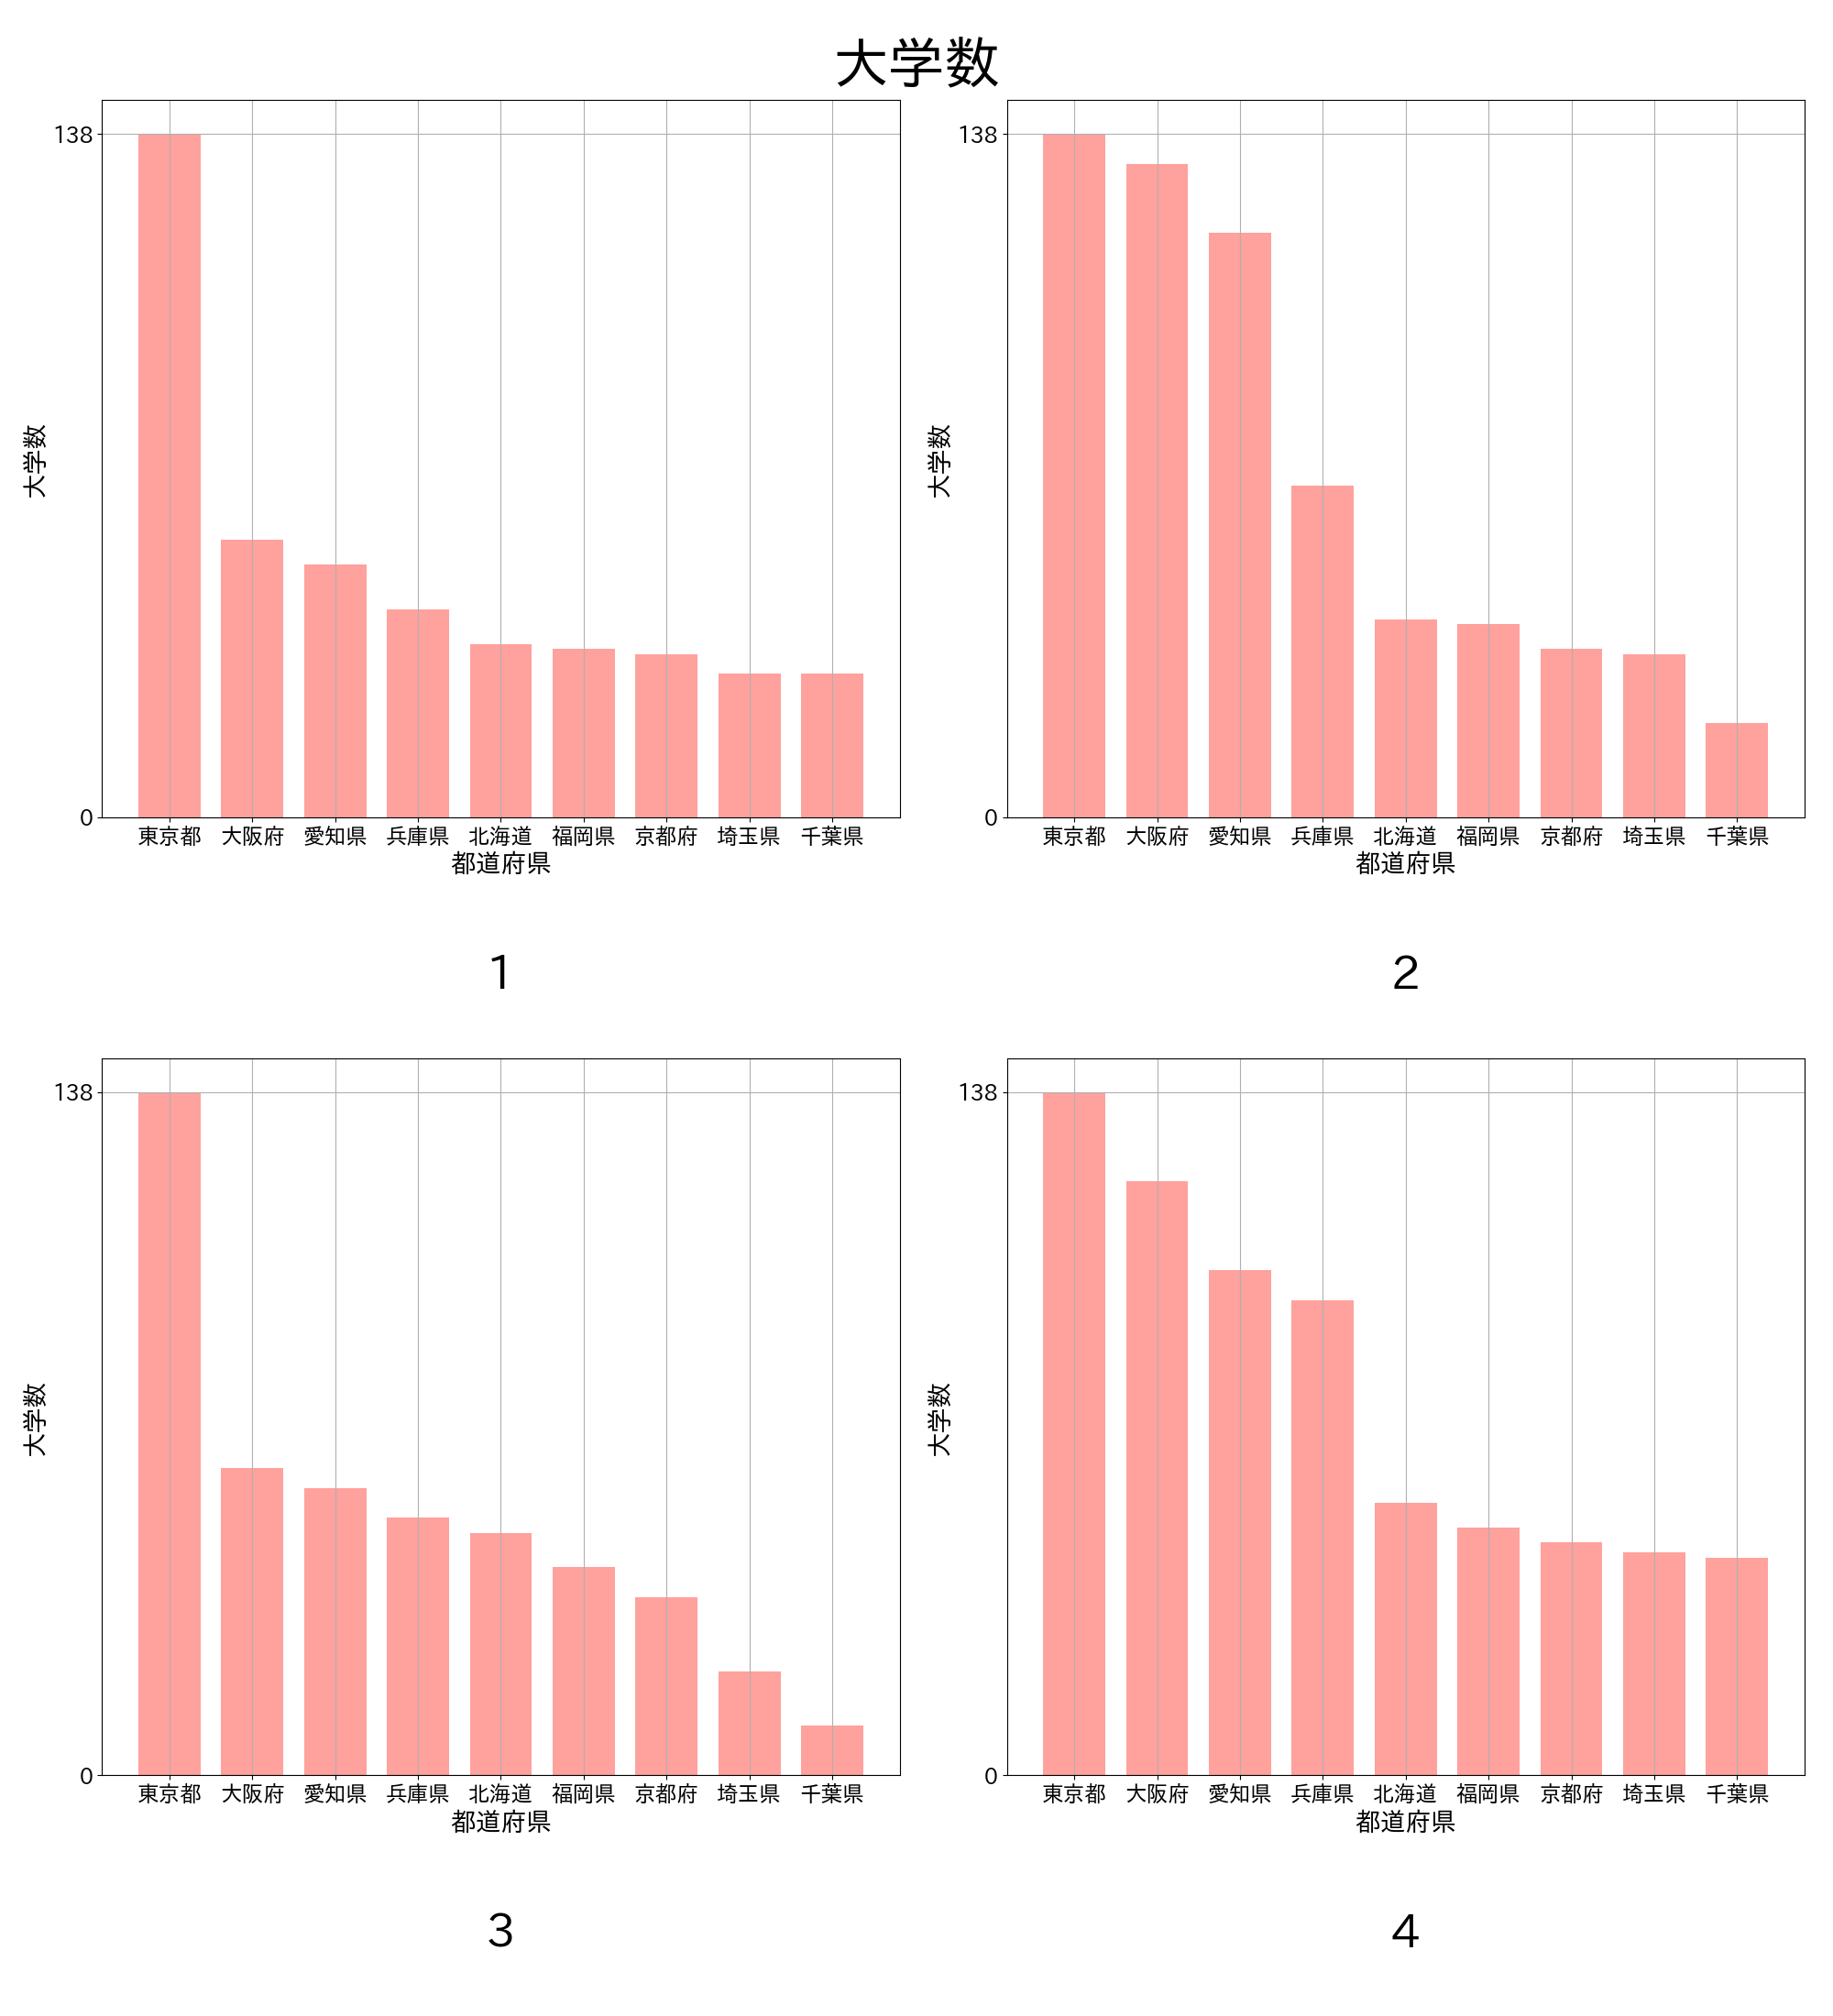 大学数
138
大学数
0
東京都 大阪府 愛知県 兵庫県 北海道 福岡県 京都府 埼玉県 千葉県
都道府県
1
138
大学数
0
東京都 大阪府 愛知県 兵庫県 北海道 福岡県 京都府 埼玉県 千葉県
都道府県
2
138
大学数
0
東京都 大阪府 愛知県 兵庫県 北海道 福岡県 京都府 埼玉県 千葉県
都道府県
3
138
大学数
0
東京都 大阪府 愛知県 兵庫県 北海道 福岡県 京都府 埼玉県 千葉県
都道府県
4